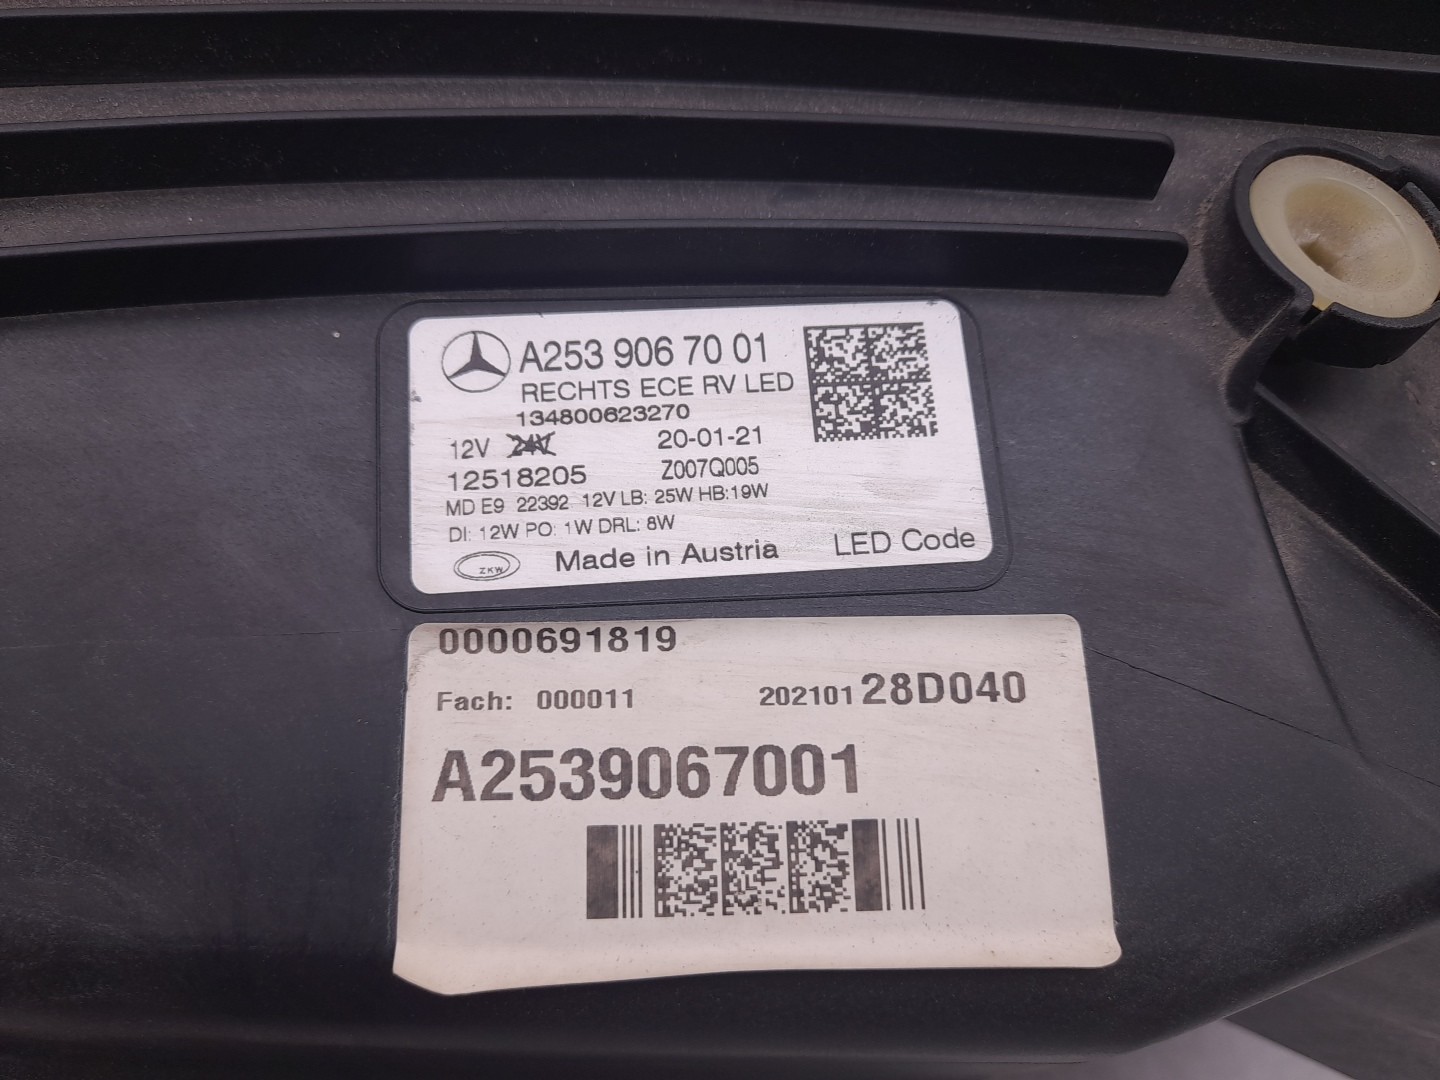 A253 906 70 01
RECHTS ECE RV LED
134800623270
12V 24V 20-01-21
12518205 Z007Q005
MD E9 22392 12V LB: 25W HB:19W
DI: 12W PO: 1W DRL: 8W
ZKW Made in Austria LED Code
0000691819
Fach: 000011 202101 28D040
A2539067001